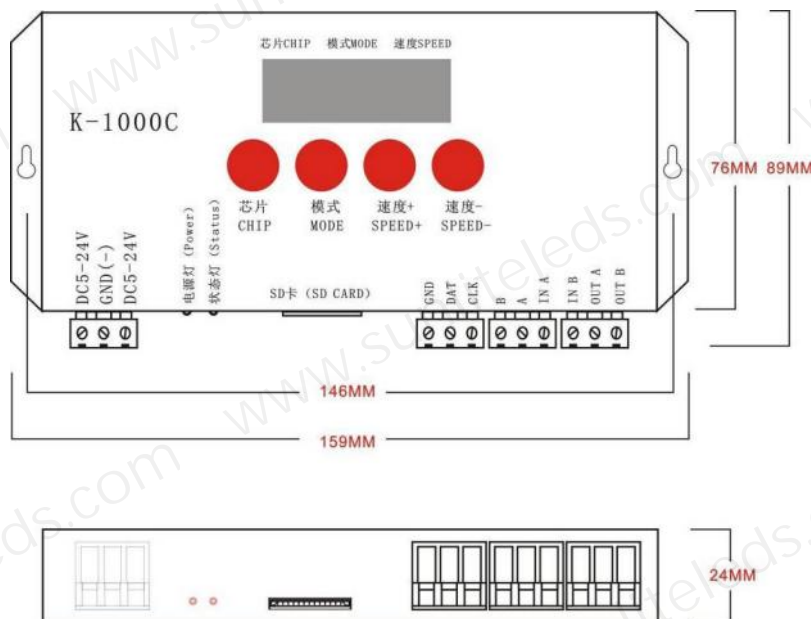 芯片CHIP 模式MODE 速度SPEED
K-1000C
芯片 模式 速度+ 速度-
CHIP MODE SPEED+ SPEED-
76MM 89MM
DC5-24V
GND(-)
DC5-24V
电源灯 (Power)
状态灯 (Status)
SD卡 (SD CARD)
GND
DAT
CLK
B
A
IN A
IN B
OUT A
OUT B
146MM
159MM
24MM
www.suniteleds.com